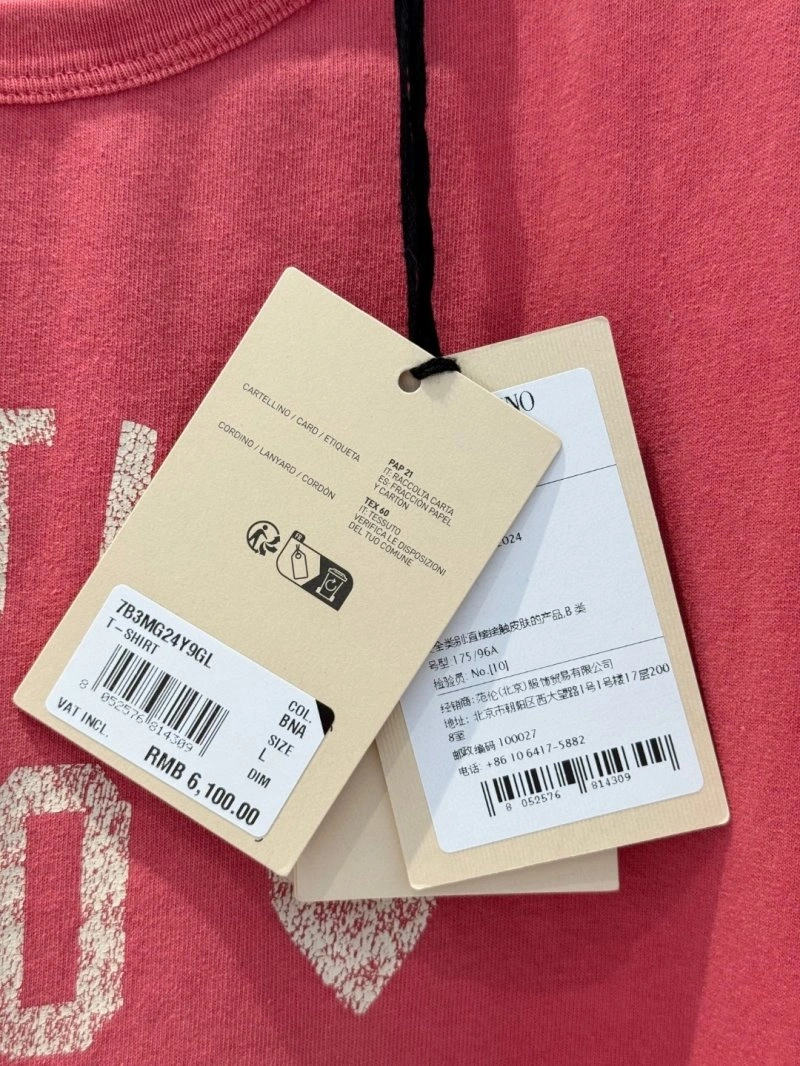 CARTELLINO / CARD / ETIQUETA
CORDINO / LANYARD / CORDÓN
PAP 21
IT: RACCOLTA CARTA
ES: FRACCIÓN PAPEL
Y CARTÓN
TEX 60
IT: TESSUTO
VERIFICA LE DISPOSIZIONI
DEL TUO COMUNE
FR
7B3MG24Y9GL
T-SHIRT
8 052576 814309
VAT INCL.
RMB 6,100.00
COL.
BNA
SIZE
L
DIM
NO
2024
全类别:直接接触皮肤的产品,B 类
号型 175/96A
检验员: No.[10]
经销商: 范伦(北京)服饰贸易有限公司
地址: 北京市朝阳区西大望路1号1号楼17层200
8室
邮政编码 100027
电话: +86 10 6417-5882
8 052576 814309